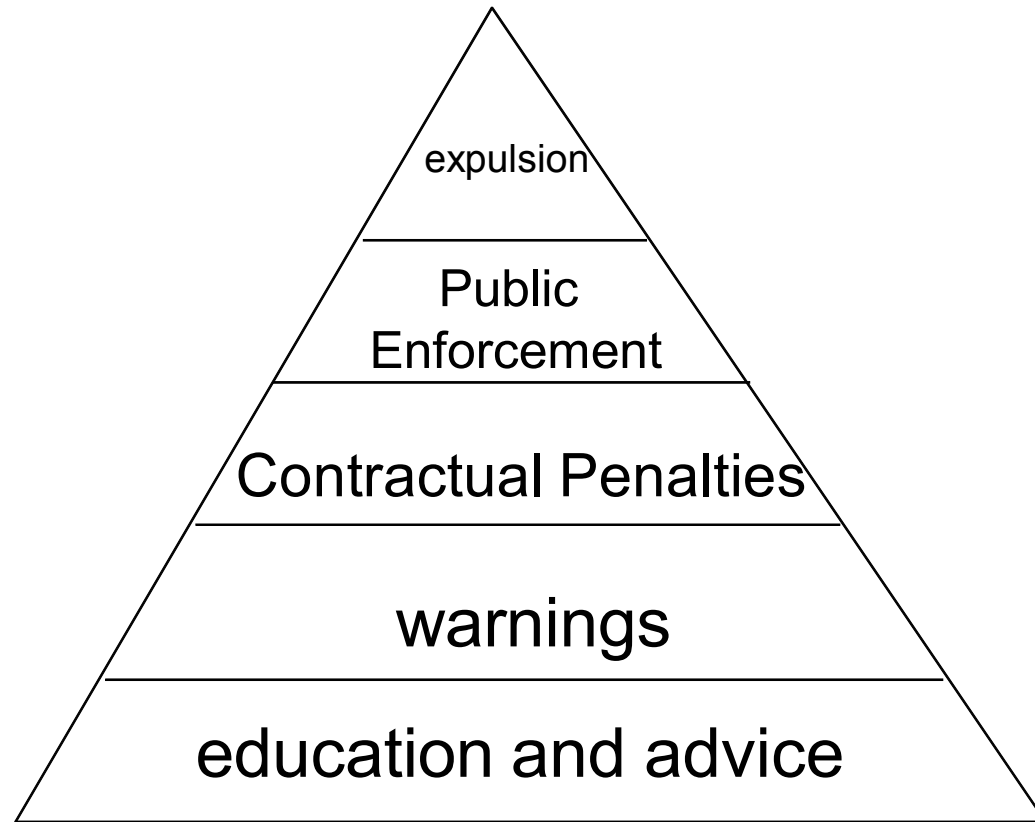 expulsion
Public
Enforcement
Contractual Penalties
warnings
education and advice